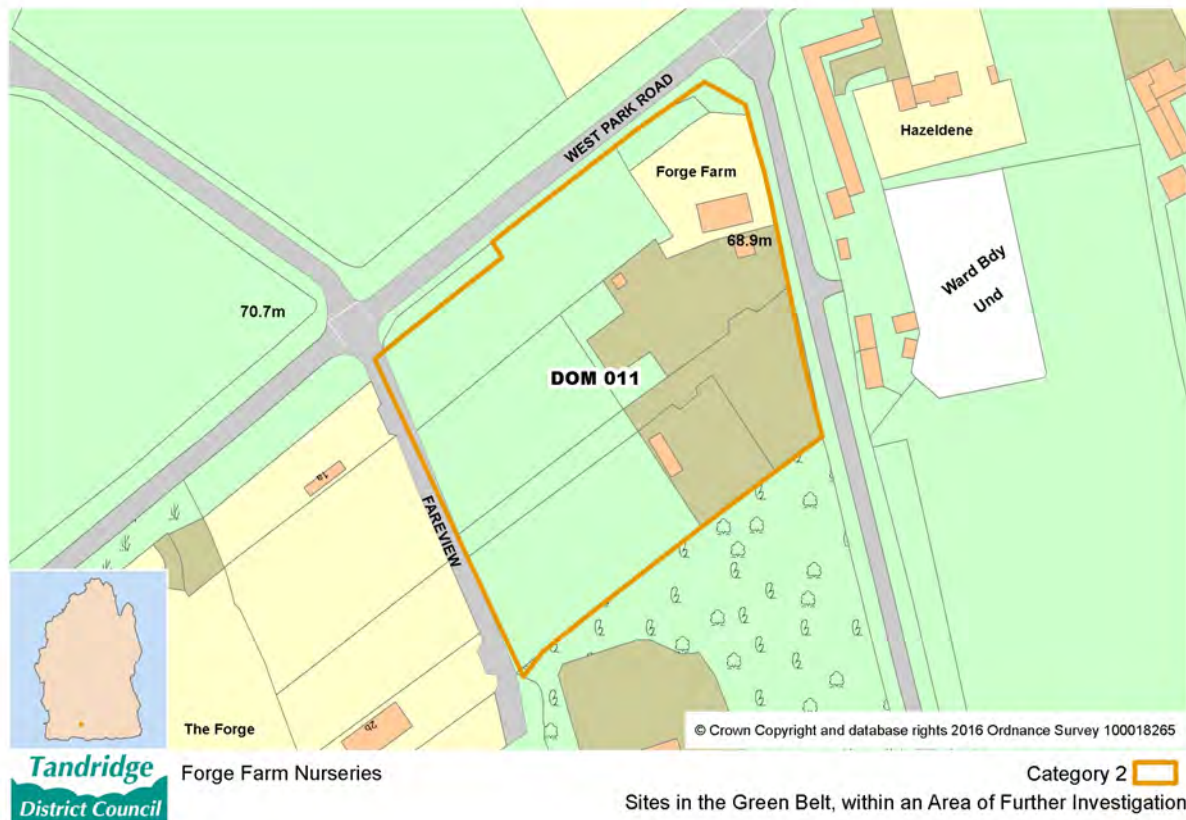 WEST PARK ROAD
Hazeldene
Forge Farm
68.9m
Ward Bdy
Und
70.7m
DOM 011
1a
FAREVIEW
The Forge
2a
© Crown Copyright and database rights 2016 Ordnance Survey 100018265
Tandridge
District Council
Forge Farm Nurseries
Category 2
Sites in the Green Belt, within an Area of Further Investigation